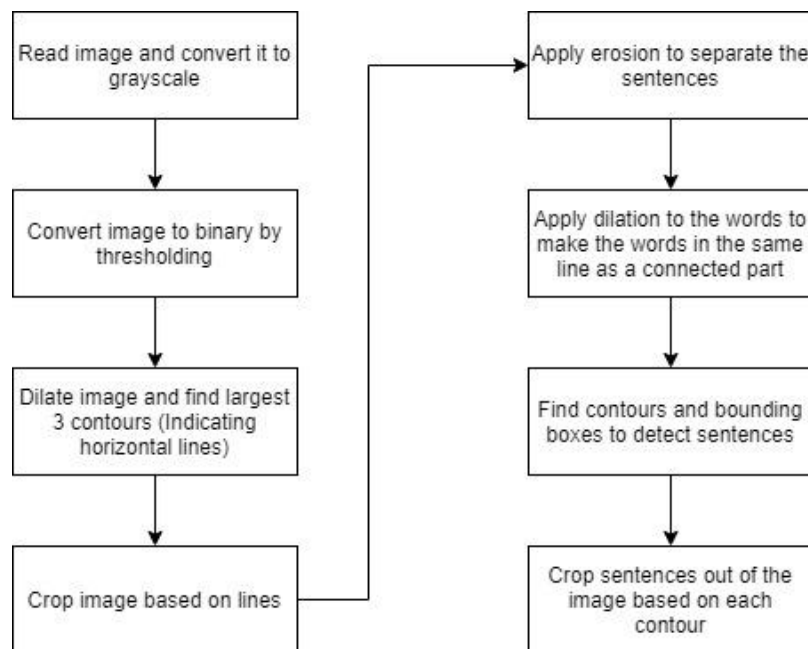 Read image and convert it to
grayscale
Convert image to binary by
thresholding
Dilate image and find largest
3 contours (Indicating
horizontal lines)
Crop image based on lines
Apply erosion to separate the
sentences
Apply dilation to the words to
make the words in the same
line as a connected part
Find contours and bounding
boxes to detect sentences
Crop sentences out of the
image based on each
contour